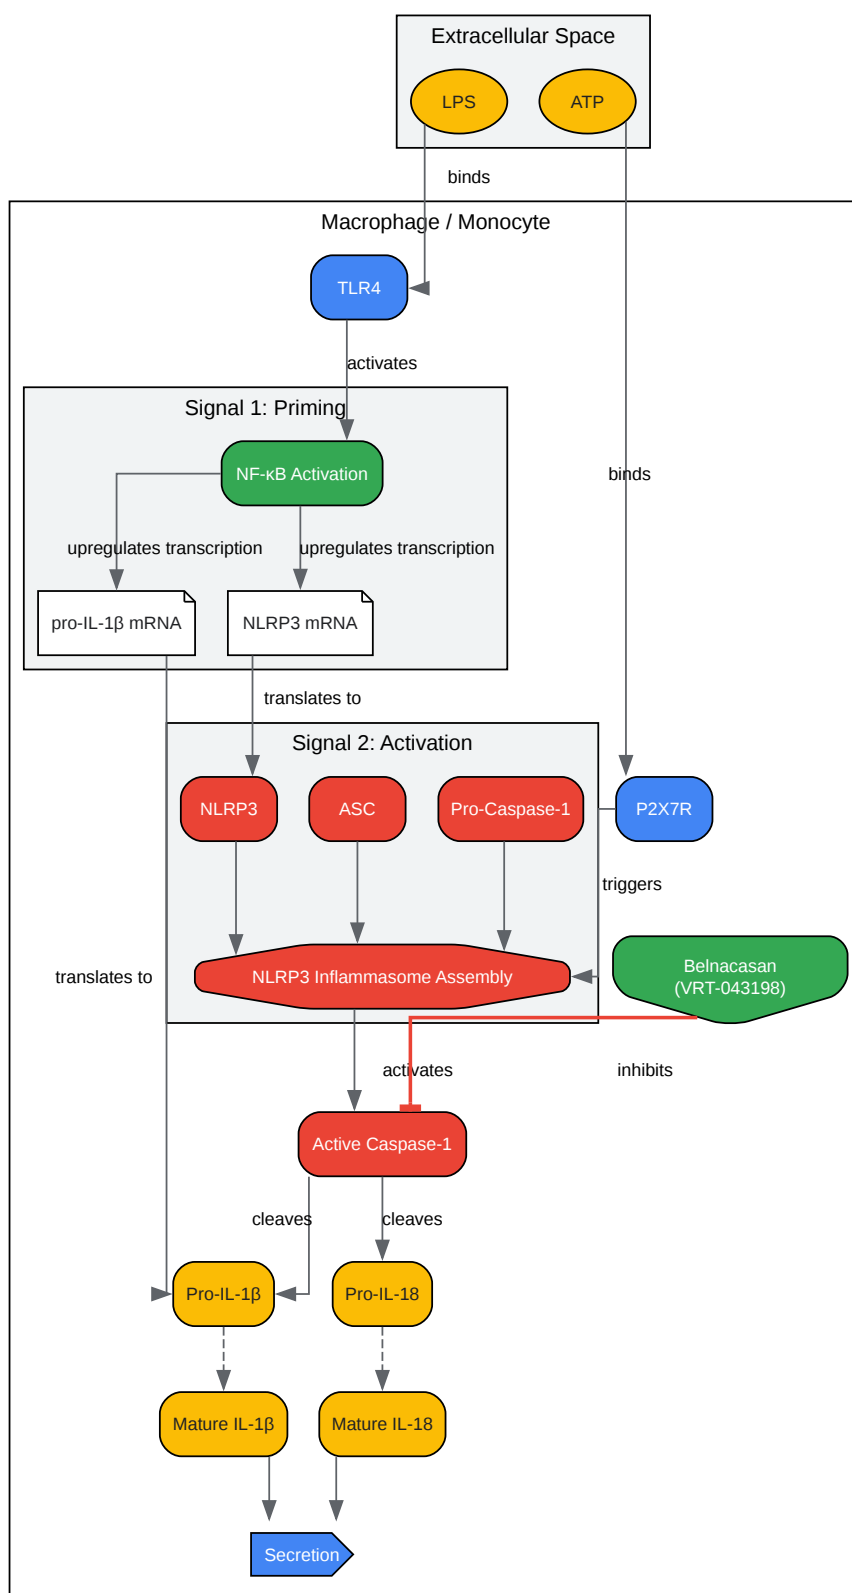 Extracellular Space
LPS
ATP
binds
Macrophage / Monocyte
TLR4
activates
Signal 1: Priming
NF-κB Activation
binds
upregulates transcription
upregulates transcription
pro-IL-1β mRNA
NLRP3 mRNA
translates to
Signal 2: Activation
NLRP3
ASC
Pro-Caspase-1
P2X7R
triggers
Belnacasan
(VRT-043198)
translates to
NLRP3 Inflammasome Assembly
activates
inhibits
Active Caspase-1
cleaves
cleaves
Pro-IL-1β
Pro-IL-18
Mature IL-1β
Mature IL-18
Secretion